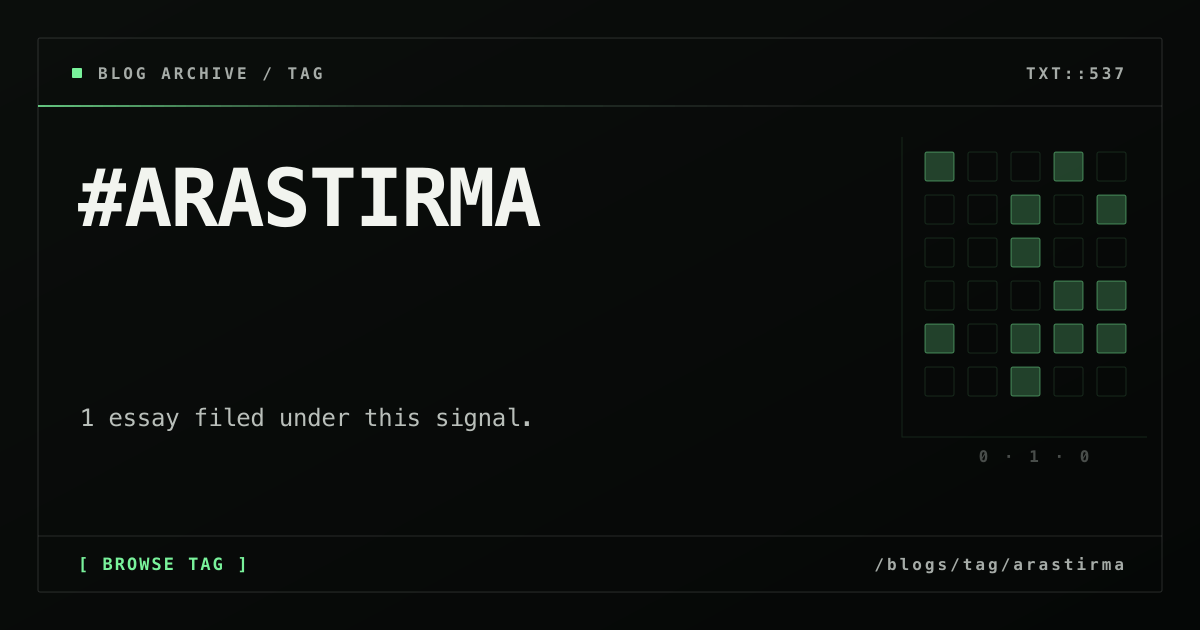 BLOG ARCHIVE / TAG
TXT::537
#ARASTIRMA
1 essay filed under this signal.
0 · 1 · 0
[ BROWSE TAG ]
/blogs/tag/arastirma